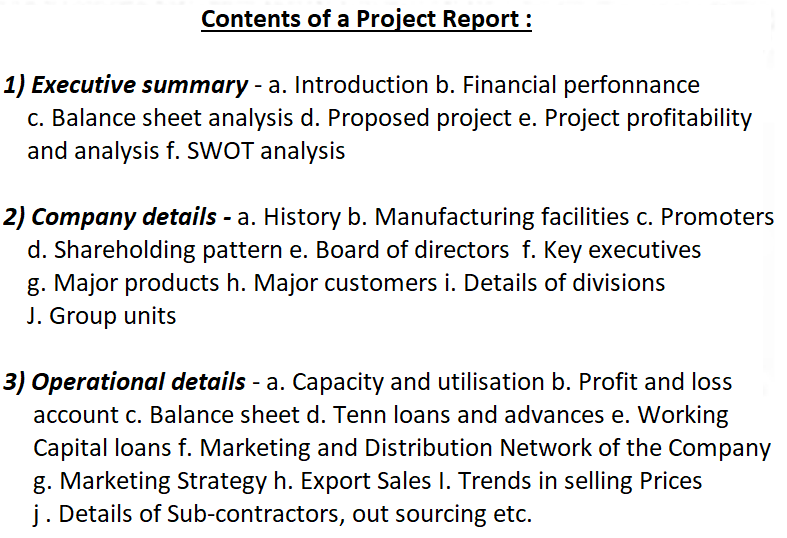 Contents of a Project Report :
1) Executive summary - a. Introduction b. Financial perfonnance
c. Balance sheet analysis d. Proposed project e. Project profitability
and analysis f. SWOT analysis
2) Company details - a. History b. Manufacturing facilities c. Promoters
d. Shareholding pattern e. Board of directors f. Key executives
g. Major products h. Major customers i. Details of divisions
J. Group units
3) Operational details - a. Capacity and utilisation b. Profit and loss
account c. Balance sheet d. Tenn loans and advances e. Working
Capital loans f. Marketing and Distribution Network of the Company
g. Marketing Strategy h. Export Sales I. Trends in selling Prices
j . Details of Sub-contractors, out sourcing etc.